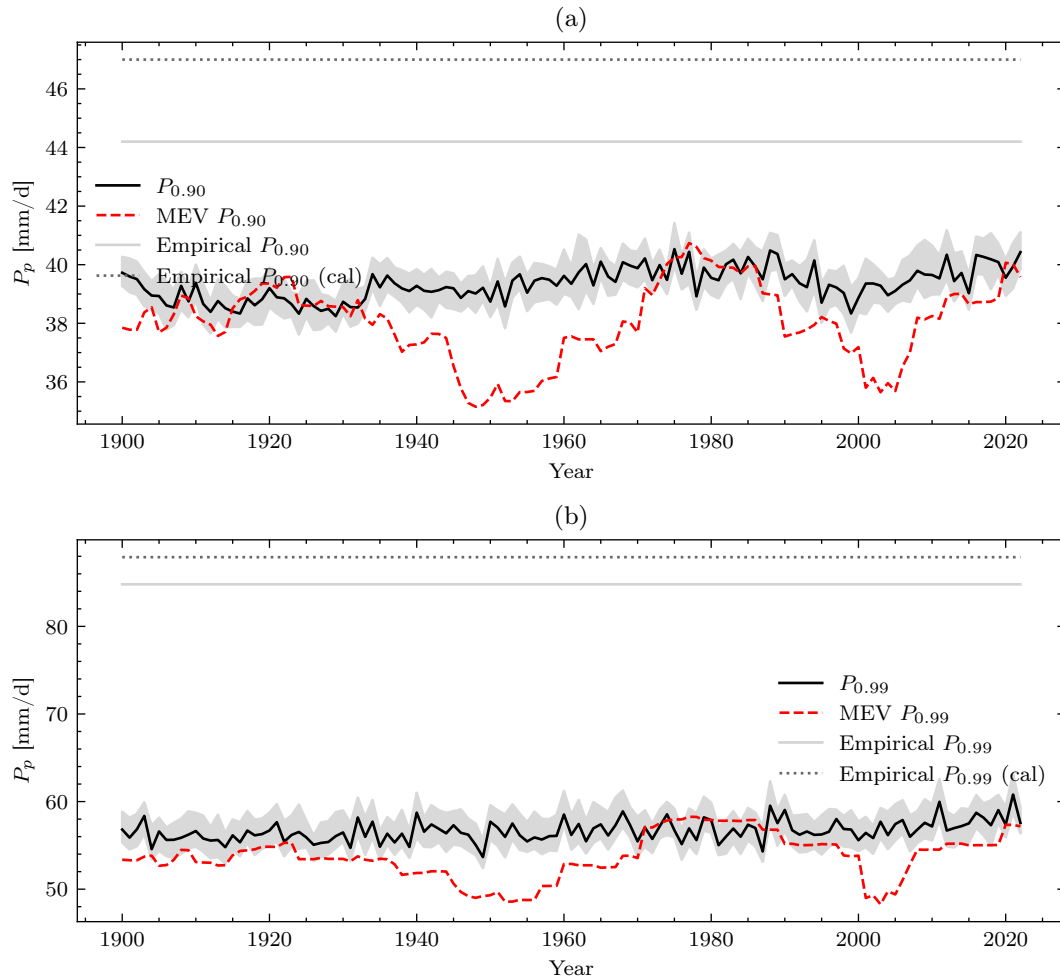 (a)
46
44
42
40
38
36
P_p [mm/d]
P_0.90
MEV P_0.90
Empirical P_0.90
Empirical P_0.90 (cal)
1900 1920 1940 1960 1980 2000 2020
Year
(b)
80
70
60
50
P_p [mm/d]
P_0.99
MEV P_0.99
Empirical P_0.99
Empirical P_0.99 (cal)
1900 1920 1940 1960 1980 2000 2020
Year